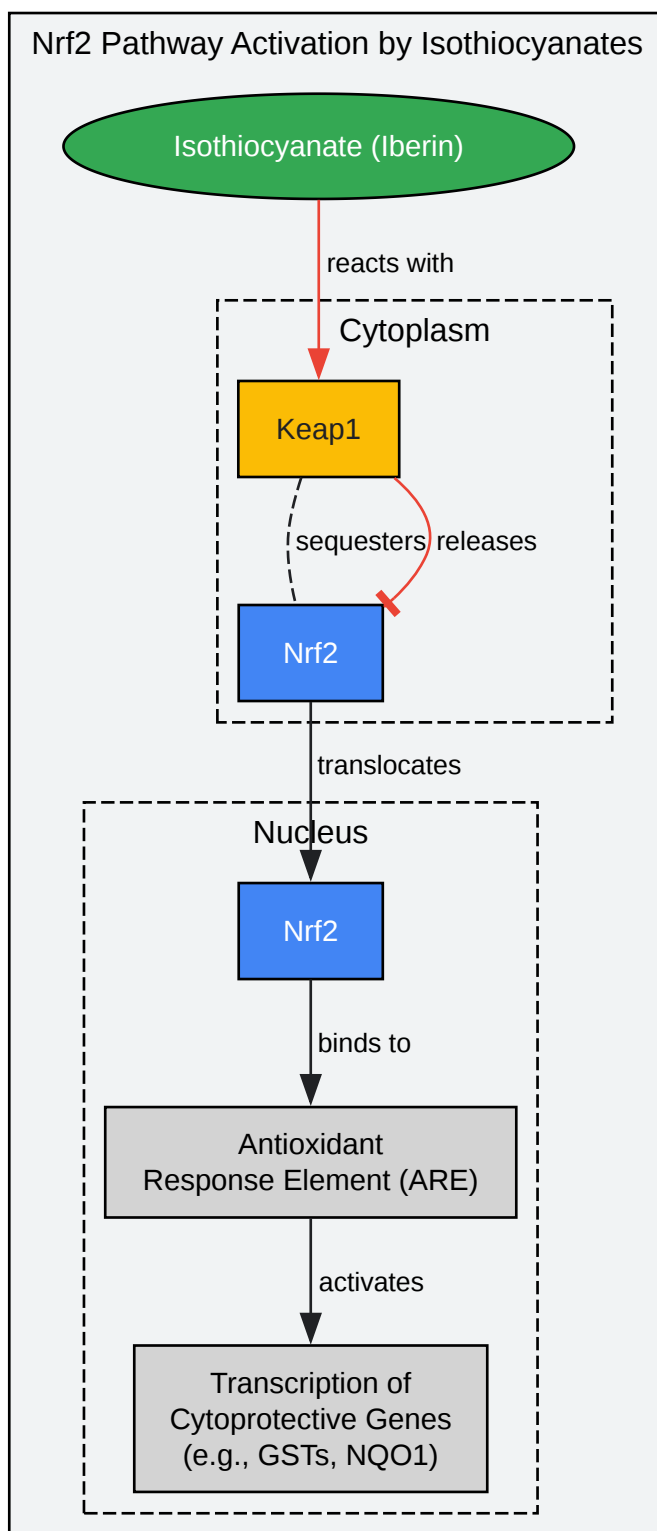 Nrf2 Pathway Activation by Isothiocyanates
Isothiocyanate (Iberin)
reacts with
Cytoplasm
Keap1
sequesters
releases
Nrf2
translocates
Nucleus
Nrf2
binds to
Antioxidant
Response Element (ARE)
activates
Transcription of
Cytoprotective Genes
(e.g., GSTs, NQO1)